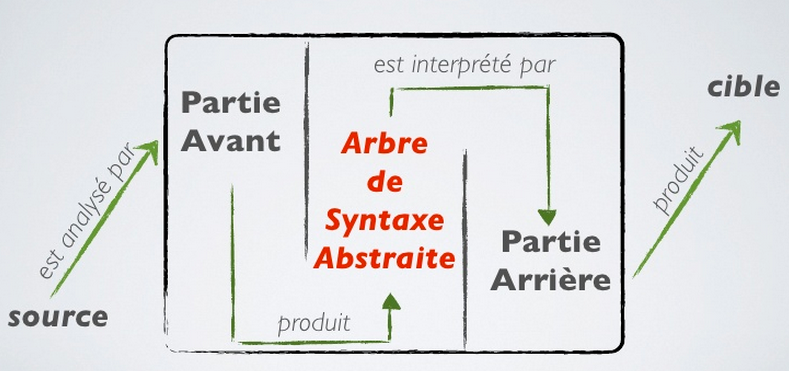 source
est analysé par
Partie
Avant
produit
Arbre
de
Syntaxe
Abstraite
est interprété par
Partie
Arrière
produit
cible